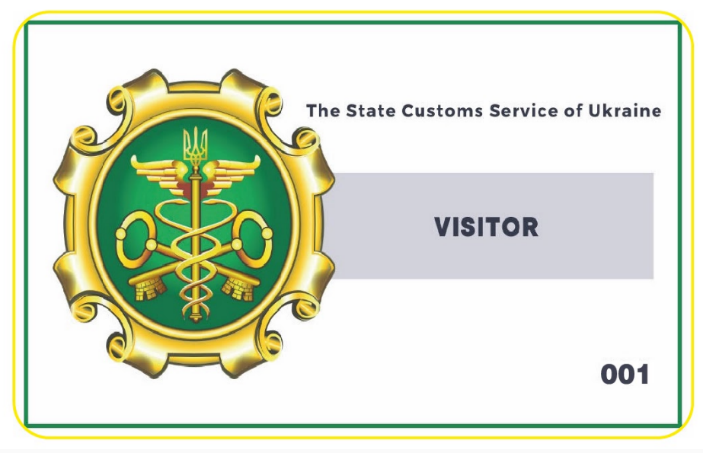 The State Customs Service of Ukraine
VISITOR
001